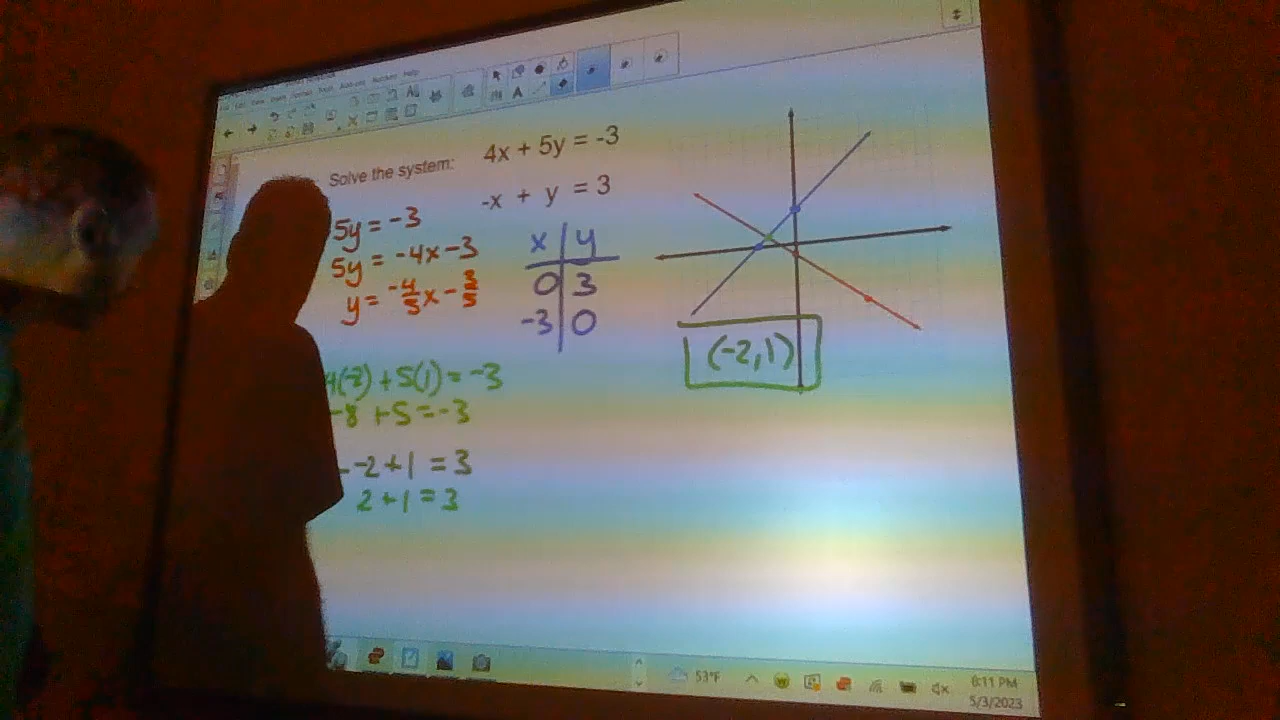 Solve the system:
4x + 5y = -3
-x + y = 3
5y = -3
5y = -4x - 3
y = -4/5 x - 3/5
x | y
0 | 3
-3 | 0
(-2, 1)
4(-2) + 5(1) = -3
-8 + 5 = -3
- -2 + 1 = 3
2 + 1 = 3
53°F
8:11 PM
5/3/2023